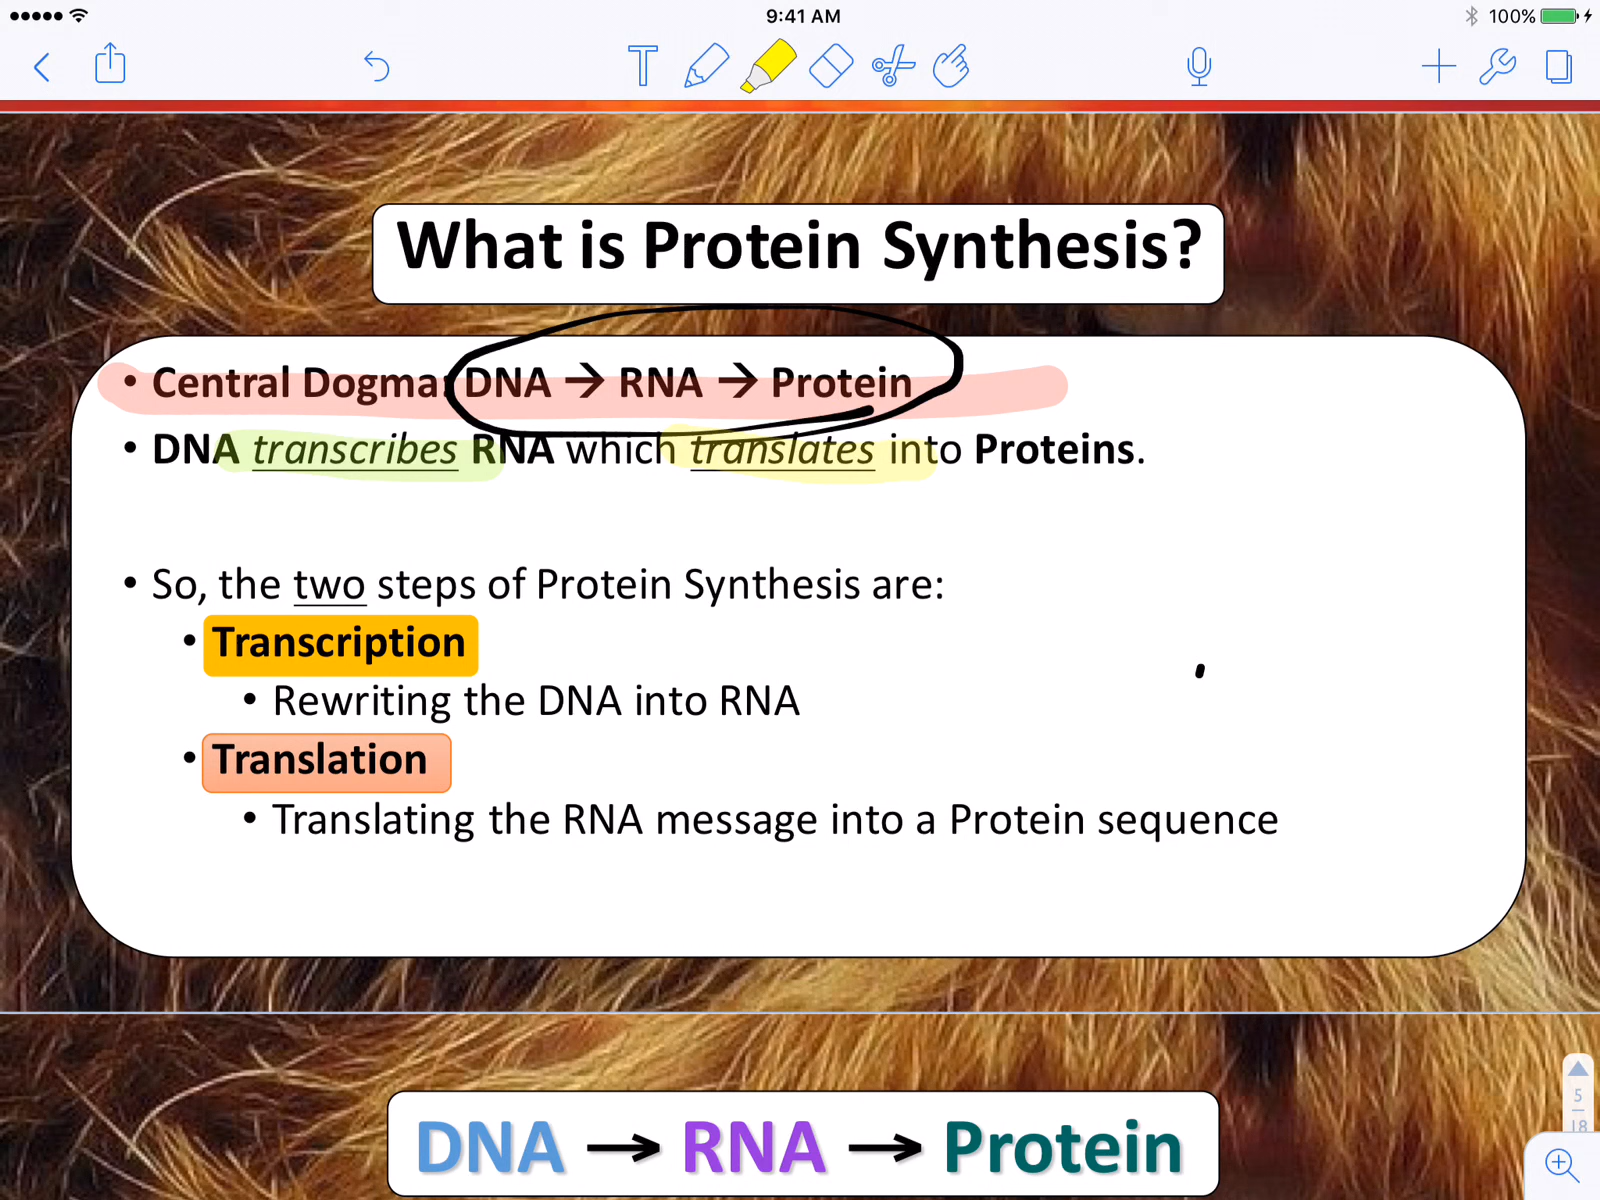 9:41 AM
100%
T
What is Protein Synthesis?
• Central Dogma: DNA → RNA → Protein
• DNA transcribes RNA which translates into Proteins.
• So, the two steps of Protein Synthesis are:
• Transcription
• Rewriting the DNA into RNA
• Translation
• Translating the RNA message into a Protein sequence
DNA → RNA → Protein
5
18